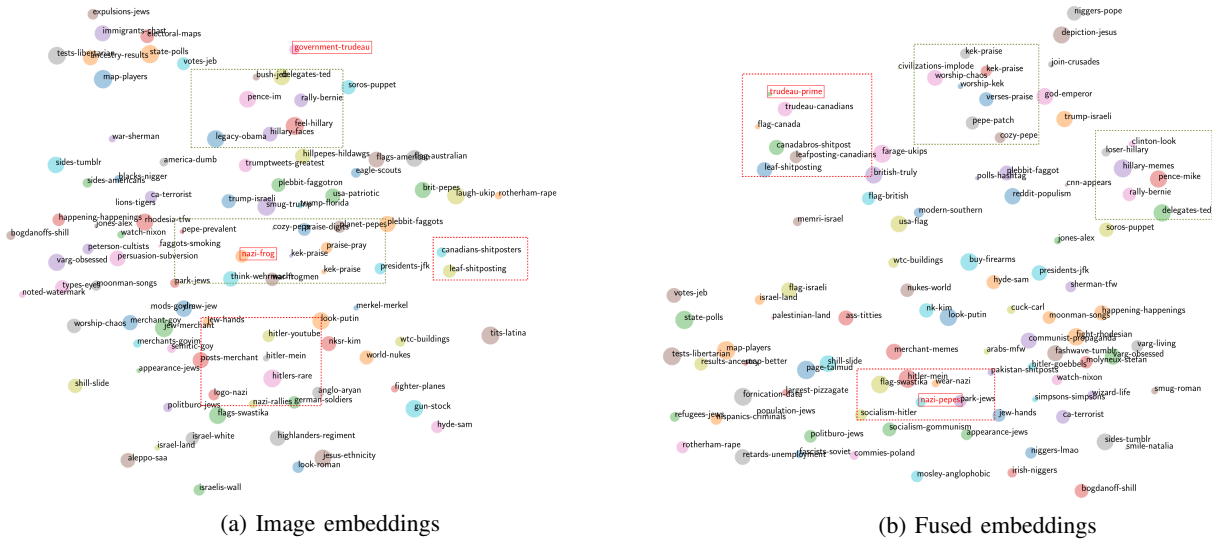 expulsions-jews
immigrants-chast
electoral-maps
tests-libertarian
ancestry-results
state-polls
votes-jeb
map-players
government-trudeau
bush-jeb
delegates-ted
soros-puppet
pence-im
rally-bernie
feel-hillary
hillary-faces
legacy-obama
war-sherman
hillpepes-hildawgs
flags-american
sides-tumblr
america-dumb
trumptweets-greatest
eagle-scouts
blacks-nigger
sides-americans
plebbit-faggotron
brit-pepes
ca-terrorist
usa-patriotic
laugh-ukip
rotherham-rape
lions-tigers
trump-israeli
trump-florida
smug-trump
happening-happenings
rhodesia-tfw
jones-alex
pepe-prevalent
cozy-pepe
praise-digits
planet-pepe
plebbit-faggots
bogdanoffs-shill
watch-nixon
peterson-cultists
faggots-smoking
praise-pray
canadians-shitposters
persuasion-subversion
nazi-frog
kek-praise
varg-obsessed
kek-praise
presidents-jfk
leaf-shitposting
types-eyes
moonman-songs
park-jews
think-wehrmacht
noted-watermark
merkel-merkel
mods-goyim
drew-jew
worship-chaos
merchant-goy
jew-merchant
jew-hands
look-putin
hitler-youtube
wtc-buildings
tits-latina
merchants-goyim
semitic-goy
nksr-kim
posts-merchant
hitler-mein
world-nukes
appearance-jews
hitlers-rare
shill-slide
logo-nazi
anglo-aryan
fighter-planes
politburo-jews
nazi-rallies
german-soldiers
flags-swastika
gun-stock
hyde-sam
israel-white
highlanders-regiment
israel-land
aleppo-saa
jesus-ethnicity
look-roman
israelis-wall
(a) Image embeddings
niggers-pope
depiction-jesus
kek-praise
civilizations-implode
kek-praise
join-crusades
worship-chaos
worship-kek
trudeau-prime
verses-praise
god-emperor
trudeau-canadians
pepe-patch
trump-israeli
flag-canada
cozy-pepe
clinton-look
canadabros-shitpost
loser-hillary
leafposting-canadians
farage-ukips
hillary-memes
leaf-shitposting
british-truly
polls-hashtag
plebbit-faggot
pence-mike
cnn-appears
flag-british
reddit-populism
rally-bernie
modern-southern
delegates-ted
memri-israel
usa-flag
soros-puppet
jones-alex
wtc-buildings
buy-firearms
presidents-jfk
hyde-sam
sherman-tfw
votes-jeb
flag-israeli
nukes-world
israel-land
cuck-carl
happening-happenings
state-polls
palestinian-land
ass-titties
nk-kim
look-putin
moonman-songs
fight-rhodesian
communist-propaganda
varg-living
tests-libertarian
map-players
merchant-memes
arabs-mfw
fashwave-tumblr
varg-obsessed
results-ancestry
stop-better
shill-slide
hitler-goebbels
molyneux-stefan
page-talmud
hitler-mein
pakistan-shitposts
watch-nixon
flag-swastika
wear-nazi
fornication-data
largest-pizzagate
nazi-pepes
park-jews
simpsons-simpsons
wizard-life
smug-roman
refugees-jews
hispanics-criminals
population-jews
socialism-hitler
jew-hands
ca-terrorist
politburo-jews
socialism-gommunism
appearance-jews
rotherham-rape
retards-unemployment
fascists-soviet
commies-poland
niggers-lmao
sides-tumblr
smile-natalia
mosley-anglophobic
irish-niggers
bogdanoff-shill
(b) Fused embeddings